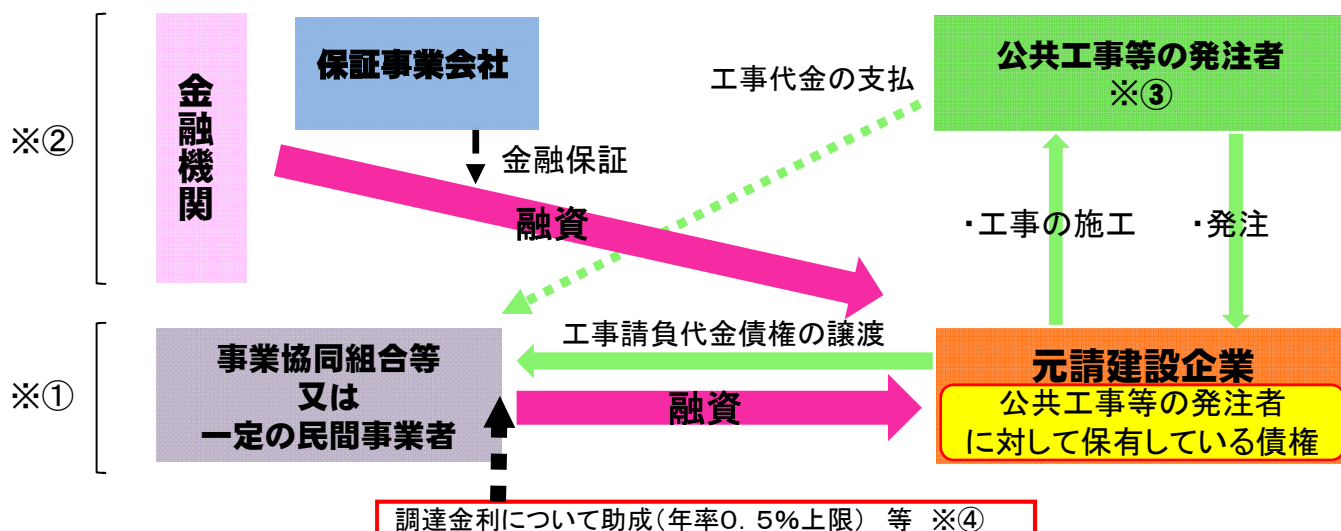 ※②
金融機関
保証事業会社
金融保証
融資
工事代金の支払
公共工事等の発注者
※③
・工事の施工
・発注
※①
事業協同組合等
又は
一定の民間事業者
工事請負代金債権の譲渡
融資
元請建設企業
公共工事等の発注者
に対して保有している債権
調達金利について助成（年率０．５％上限） 等 ※④